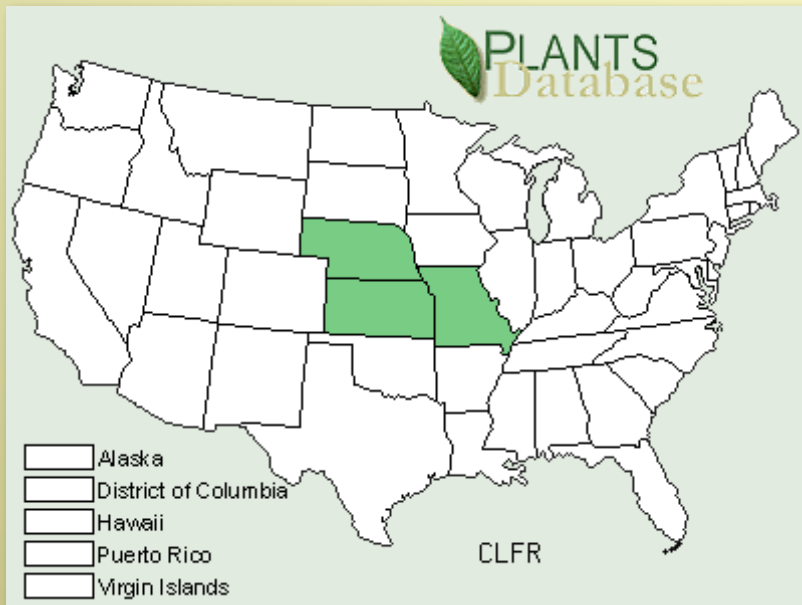 PLANTS
Database
Alaska
District of Columbia
Hawaii
Puerto Rico
Virgin Islands
CLFR